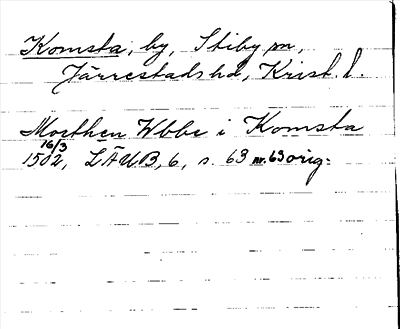 Komsta, by, Stiby sn,
Järrestads hd, Krist. l.
Morthen Wbbe i Komsta
16/3
1502, LÄUB, 6, s. 63 nr. 63 orig.